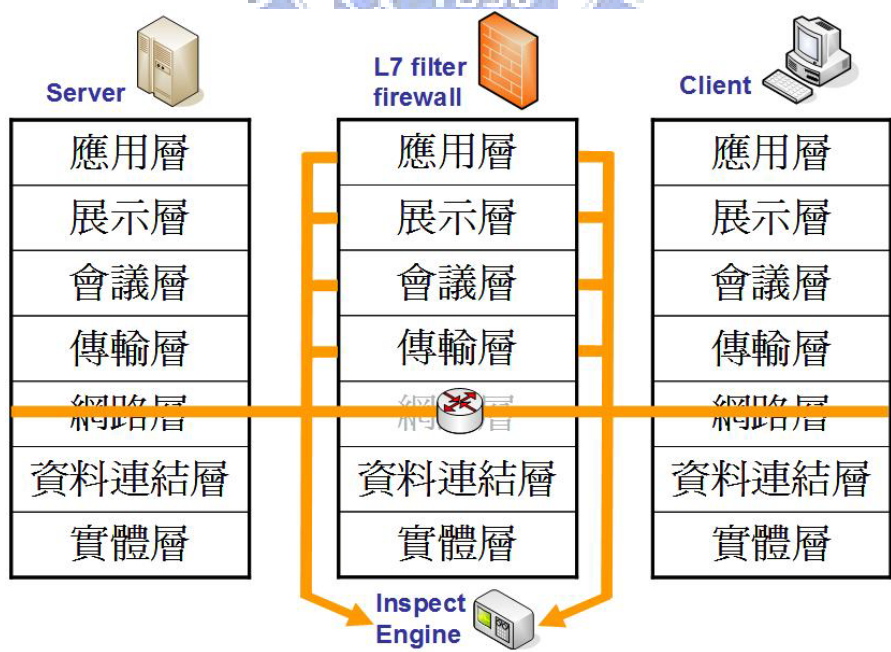 Server
L7 filter
firewall
Client
應用層
應用層
應用層
展示層
展示層
展示層
會議層
會議層
會議層
傳輸層
傳輸層
傳輸層
網路層
網 層
網路層
資料連結層
資料連結層
資料連結層
實體層
實體層
實體層
Inspect
Engine